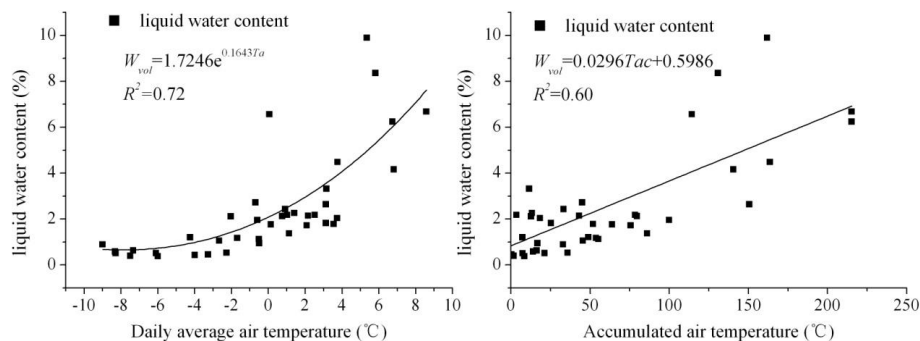 liquid water content
W_vol=1.7246e^0.1643Ta
R^2=0.72
liquid water content (%)
10
8
6
4
2
0
-10 -8 -6 -4 -2 0 2 4 6 8 10
Daily average air temperature (℃)
liquid water content
W_vol=0.0296Tac+0.5986
R^2=0.60
liquid water content (%)
10
8
6
4
2
0
0 50 100 150 200 250
Accumulated air temperature (℃)